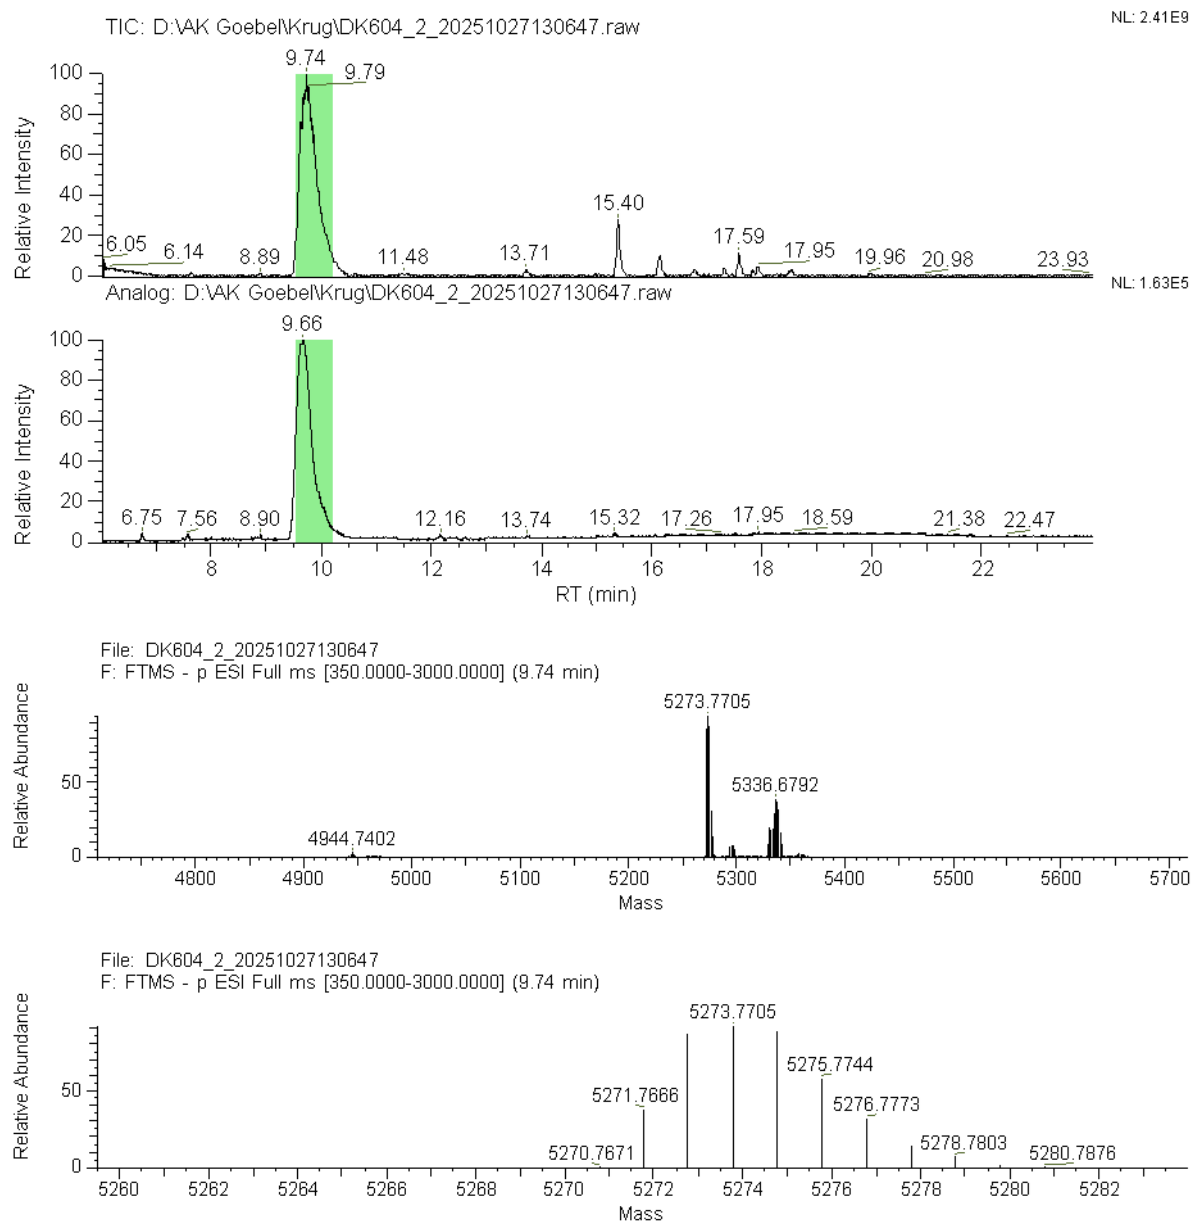 TIC: D:\AK Goebel\Krug\DK604_2_20251027130647.raw
NL: 2.41E9
9.74
9.79
100
80
60
40
20
0
Relative Intensity
6.05
6.14
8.89
11.48
13.71
15.40
17.59
17.95
19.96
20.98
23.93
Analog: D:\AK Goebel\Krug\DK604_2_20251027130647.raw
NL: 1.63E5
9.66
100
80
60
40
20
0
Relative Intensity
6.75
7.56
8.90
12.16
13.74
15.32
17.26
17.95
18.59
21.38
22.47
8 10 12 14 16 18 20 22
RT (min)
File: DK604_2_20251027130647
F: FTMS - p ESI Full ms [350.0000-3000.0000] (9.74 min)
5273.7705
5336.6792
4944.7402
50
0
Relative Abundance
4800 4900 5000 5100 5200 5300 5400 5500 5600 5700
Mass
File: DK604_2_20251027130647
F: FTMS - p ESI Full ms [350.0000-3000.0000] (9.74 min)
5273.7705
5275.7744
5271.7666
5276.7773
5270.7671
5278.7803
5280.7876
50
0
Relative Abundance
5260 5262 5264 5266 5268 5270 5272 5274 5276 5278 5280 5282
Mass